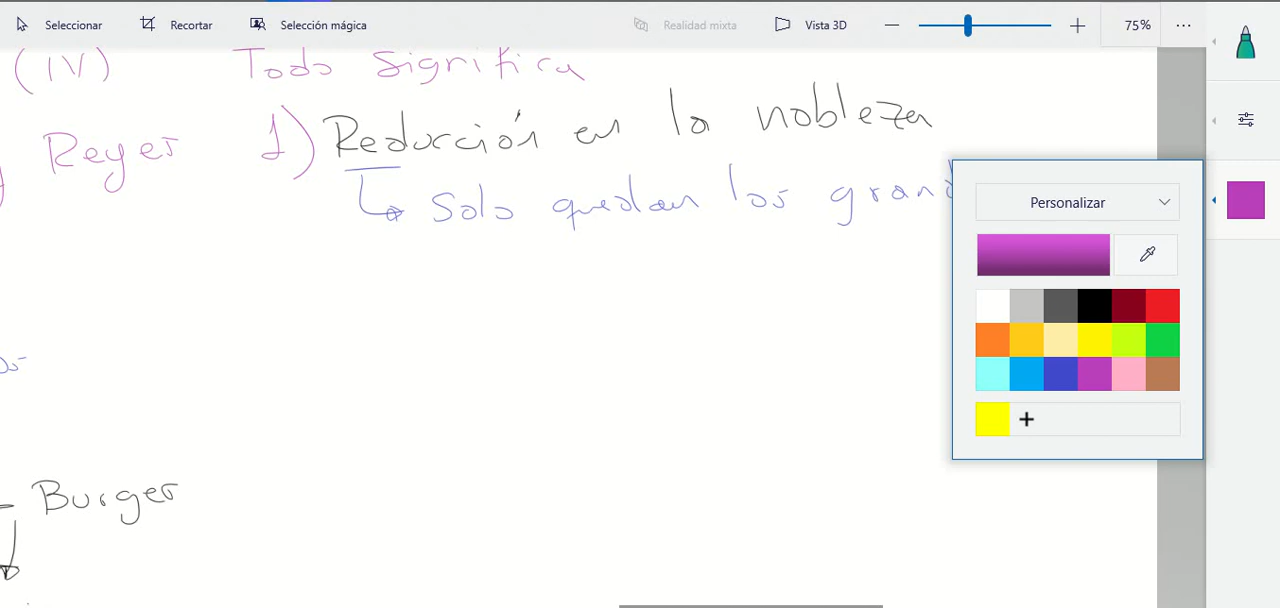 Seleccionar Recortar Selección mágica Realidad mixta Vista 3D 75%
(IV) Todo significa
Reyes 1) Reducción en la nobleza
Solo quedan los grand
Personalizar
Burger